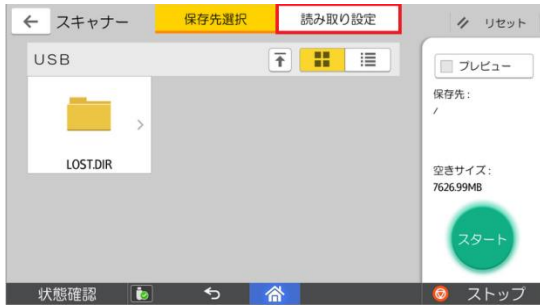 スキャナー
保存先選択
読み取り設定
リセット
USB
プレビュー
保存先：
/
LOST.DIR
空きサイズ：
7626.99MB
スタート
状態確認
ストップ